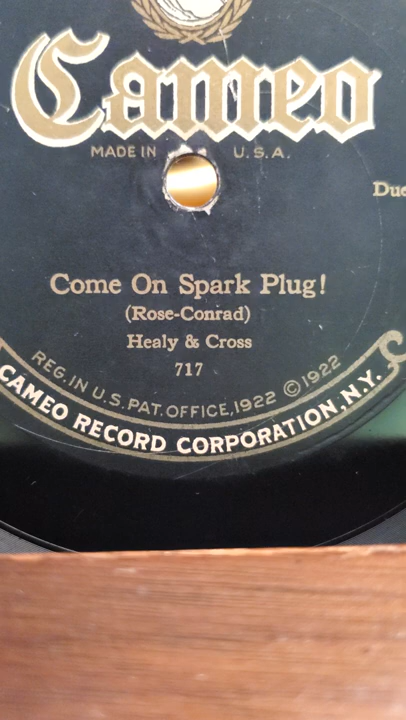 Cameo
MADE IN U.S.A.
Due
Come On Spark Plug!
(Rose-Conrad)
Healy & Cross
717
REG. IN U.S. PAT. OFFICE, 1922 ©1922
CAMEO RECORD CORPORATION, N.Y.